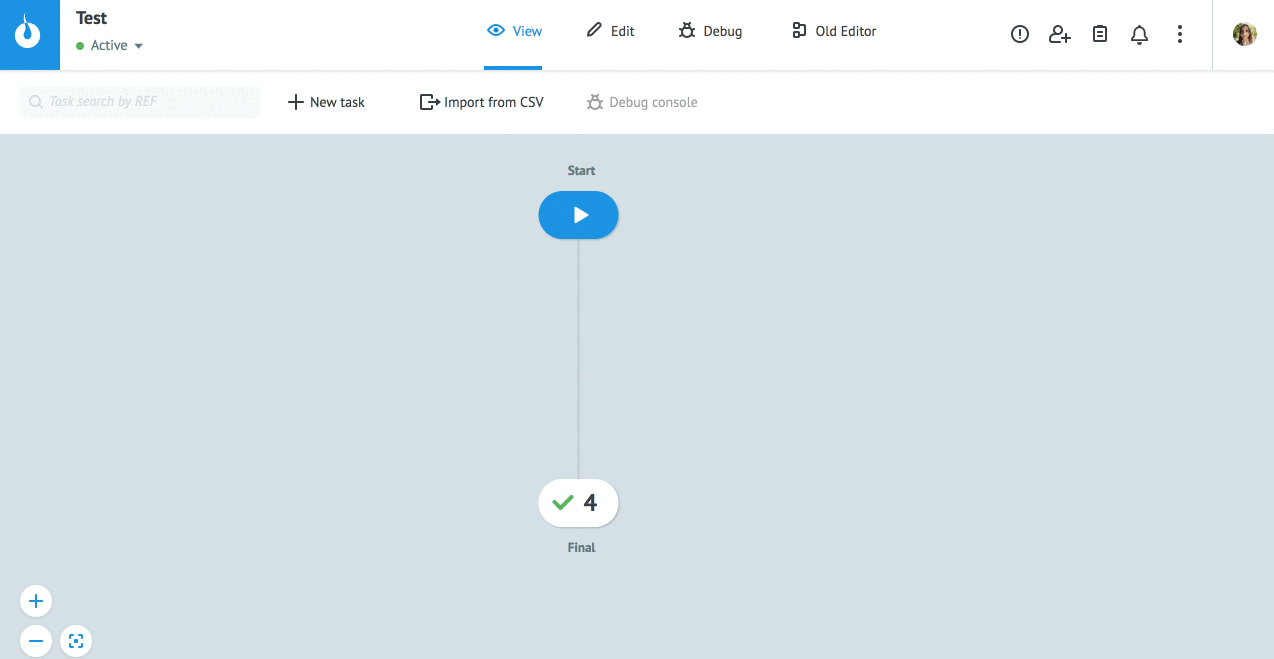 Test
Active
View
Edit
Debug
Old Editor
Task search by REF
New task
Import from CSV
Debug console
Start
4
Final